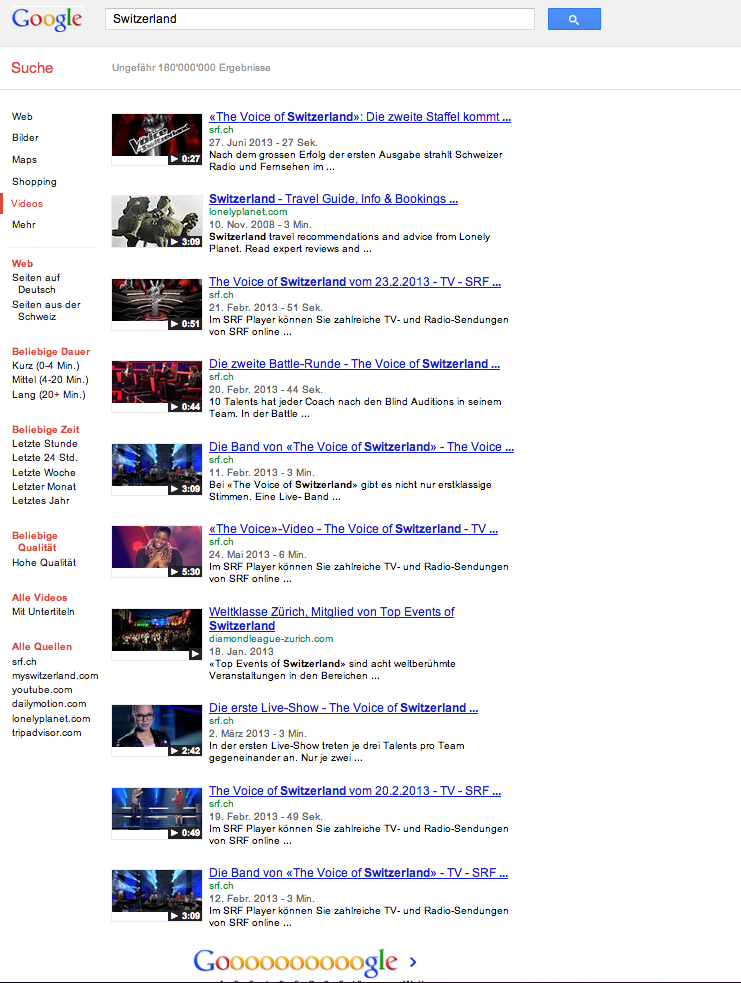 Google
Switzerland
Suche
Ungefähr 180'000'000 Ergebnisse
Web
Bilder
Maps
Shopping
Videos
Mehr
Web
Seiten auf
Deutsch
Seiten aus der
Schweiz
Beliebige Dauer
Kurz (0-4 Min.)
Mittel (4-20 Min.)
Lang (20+ Min.)
Beliebige Zeit
Letzte Stunde
Letzte 24 Std.
Letzte Woche
Letzter Monat
Letztes Jahr
Beliebige
Qualität
Hohe Qualität
Alle Videos
Mit Untertiteln
Alle Quellen
srf.ch
myswitzerland.com
youtube.com
dailymotion.com
lonelyplanet.com
tripadvisor.com
«The Voice of Switzerland»: Die zweite Staffel kommt ...
srf.ch
27. Juni 2013 - 27 Sek.
Nach dem grossen Erfolg der ersten Ausgabe strahlt Schweizer
Radio und Fernsehen im ...
Voice
0:27
Switzerland - Travel Guide, Info & Bookings ...
lonelyplanet.com
10. Nov. 2008 - 3 Min.
Switzerland travel recommendations and advice from Lonely
Planet. Read expert reviews and ...
3:09
The Voice of Switzerland vom 23.2.2013 - TV - SRF ...
srf.ch
21. Febr. 2013 - 51 Sek.
Im SRF Player können Sie zahlreiche TV- und Radio-Sendungen
von SRF online ...
0:51
Die zweite Battle-Runde - The Voice of Switzerland ...
srf.ch
20. Febr. 2013 - 44 Sek.
10 Talents hat jeder Coach nach den Blind Auditions in seinem
Team. In der Battle ...
0:44
Die Band von «The Voice of Switzerland» - The Voice ...
srf.ch
11. Febr. 2013 - 3 Min.
Bei «The Voice of Switzerland» gibt es nicht nur erstklassige
Stimmen. Eine Live- Band ...
3:09
«The Voice»-Video - The Voice of Switzerland - TV ...
srf.ch
24. Mai 2013 - 6 Min.
Im SRF Player können Sie zahlreiche TV- und Radio-Sendungen
von SRF online ...
5:30
Weltklasse Zürich, Mitglied von Top Events of
Switzerland
diamondleague-zurich.com
18. Jan. 2013
«Top Events of Switzerland» sind acht weltberühmte
Veranstaltungen in den Bereichen ...
Die erste Live-Show - The Voice of Switzerland ...
srf.ch
2. März 2013 - 3 Min.
In der ersten Live-Show treten je drei Talents pro Team
gegeneinander an. Nur je zwei ...
2:42
The Voice of Switzerland vom 20.2.2013 - TV - SRF ...
srf.ch
19. Febr. 2013 - 49 Sek.
Im SRF Player können Sie zahlreiche TV- und Radio-Sendungen
von SRF online ...
0:49
Die Band von «The Voice of Switzerland» - TV - SRF ...
srf.ch
12. Febr. 2013 - 3 Min.
Im SRF Player können Sie zahlreiche TV- und Radio-Sendungen
von SRF online ...
3:09
Goooooooooogle